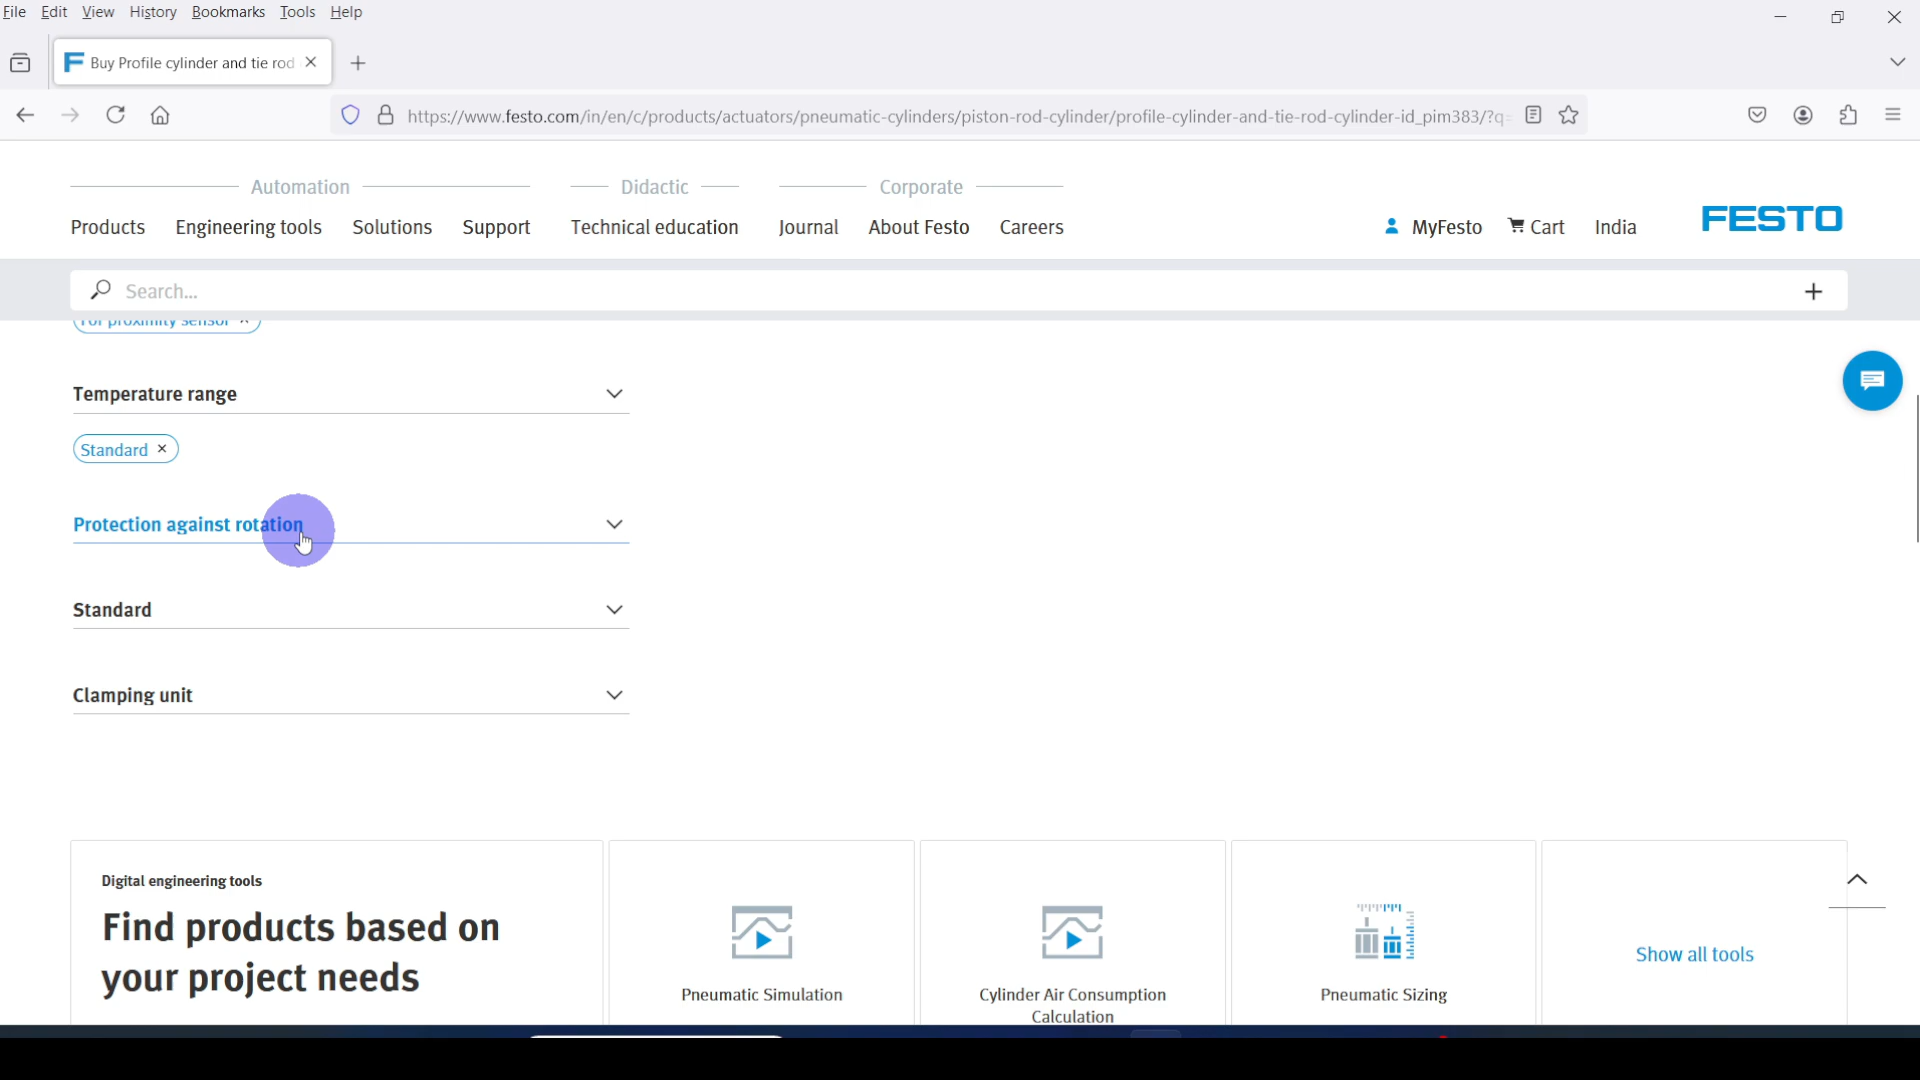 File Edit View History Bookmarks Tools Help
Buy Profile cylinder and tie rod
https://www.festo.com/in/en/c/products/actuators/pneumatic-cylinders/piston-rod-cylinder/profile-cylinder-and-tie-rod-cylinder-id_pim383/?q
Automation Didactic Corporate
Products Engineering tools Solutions Support Technical education Journal About Festo Careers MyFesto Cart India FESTO
Search...
For proximity sensor
Temperature range
Standard
Protection against rotation
Standard
Clamping unit
Digital engineering tools
Find products based on
your project needs
Pneumatic Simulation
Cylinder Air Consumption
Calculation
Pneumatic Sizing
Show all tools